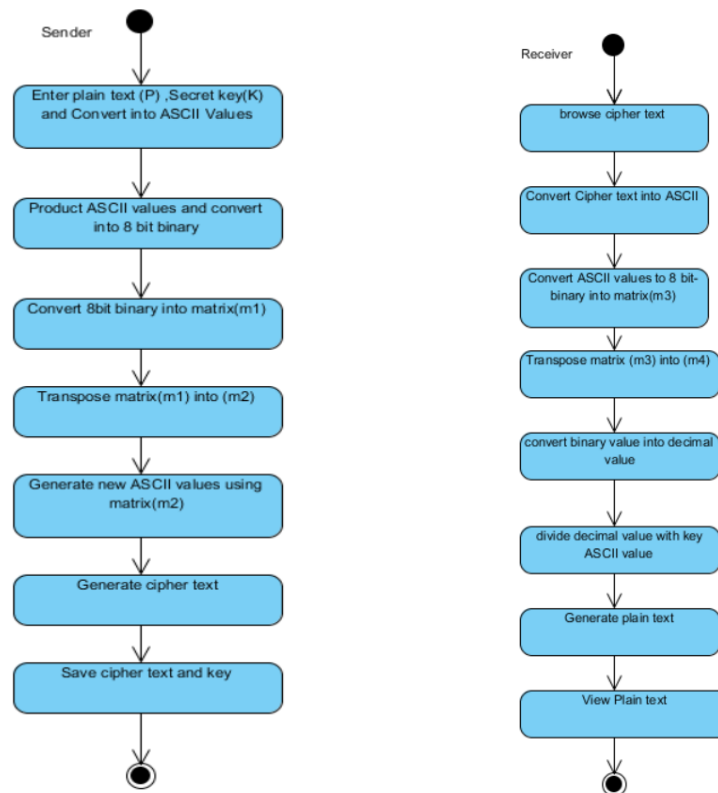 Sender
Enter plain text (P) ,Secret key(K)
and Convert into ASCII Values
Product ASCII values and convert
into 8 bit binary
Convert 8bit binary into matrix(m1)
Transpose matrix(m1) into (m2)
Generate new ASCII values using
matrix(m2)
Generate cipher text
Save cipher text and key
Receiver
browse cipher text
Convert Cipher text into ASCII
Convert ASCII values to 8 bit-
binary into matrix(m3)
Transpose matrix (m3) into (m4)
convert binary value into decimal
value
divide decimal value with key
ASCII value
Generate plain text
View Plain text